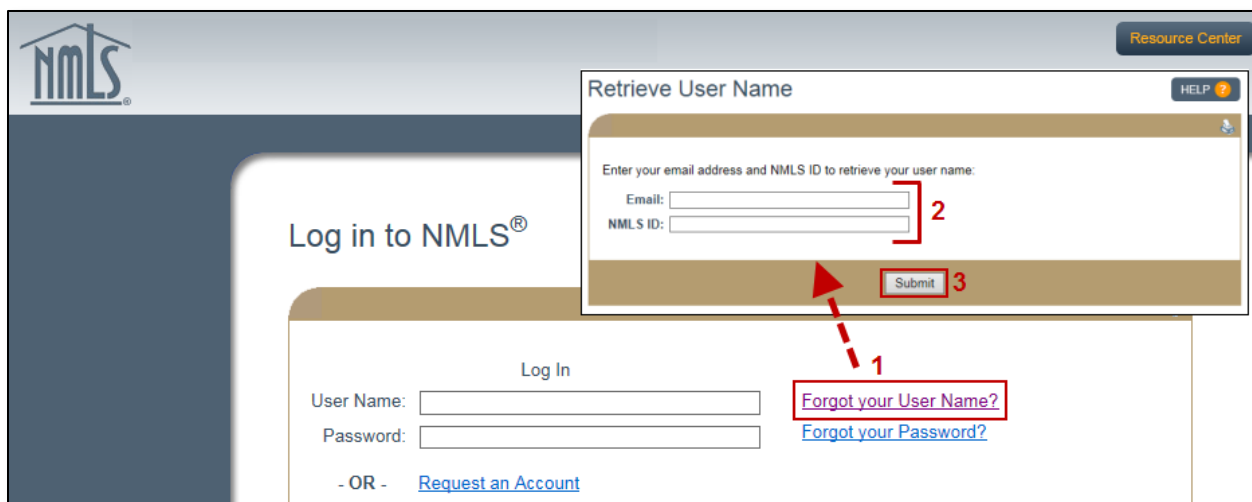 NMLS®
Resource Center
Retrieve User Name
HELP ?
Enter your email address and NMLS ID to retrieve your user name:
Email:
NMLS ID:
2
Submit 3
Log in to NMLS®
1
Log In
User Name:
Forgot your User Name?
Password:
Forgot your Password?
- OR - Request an Account